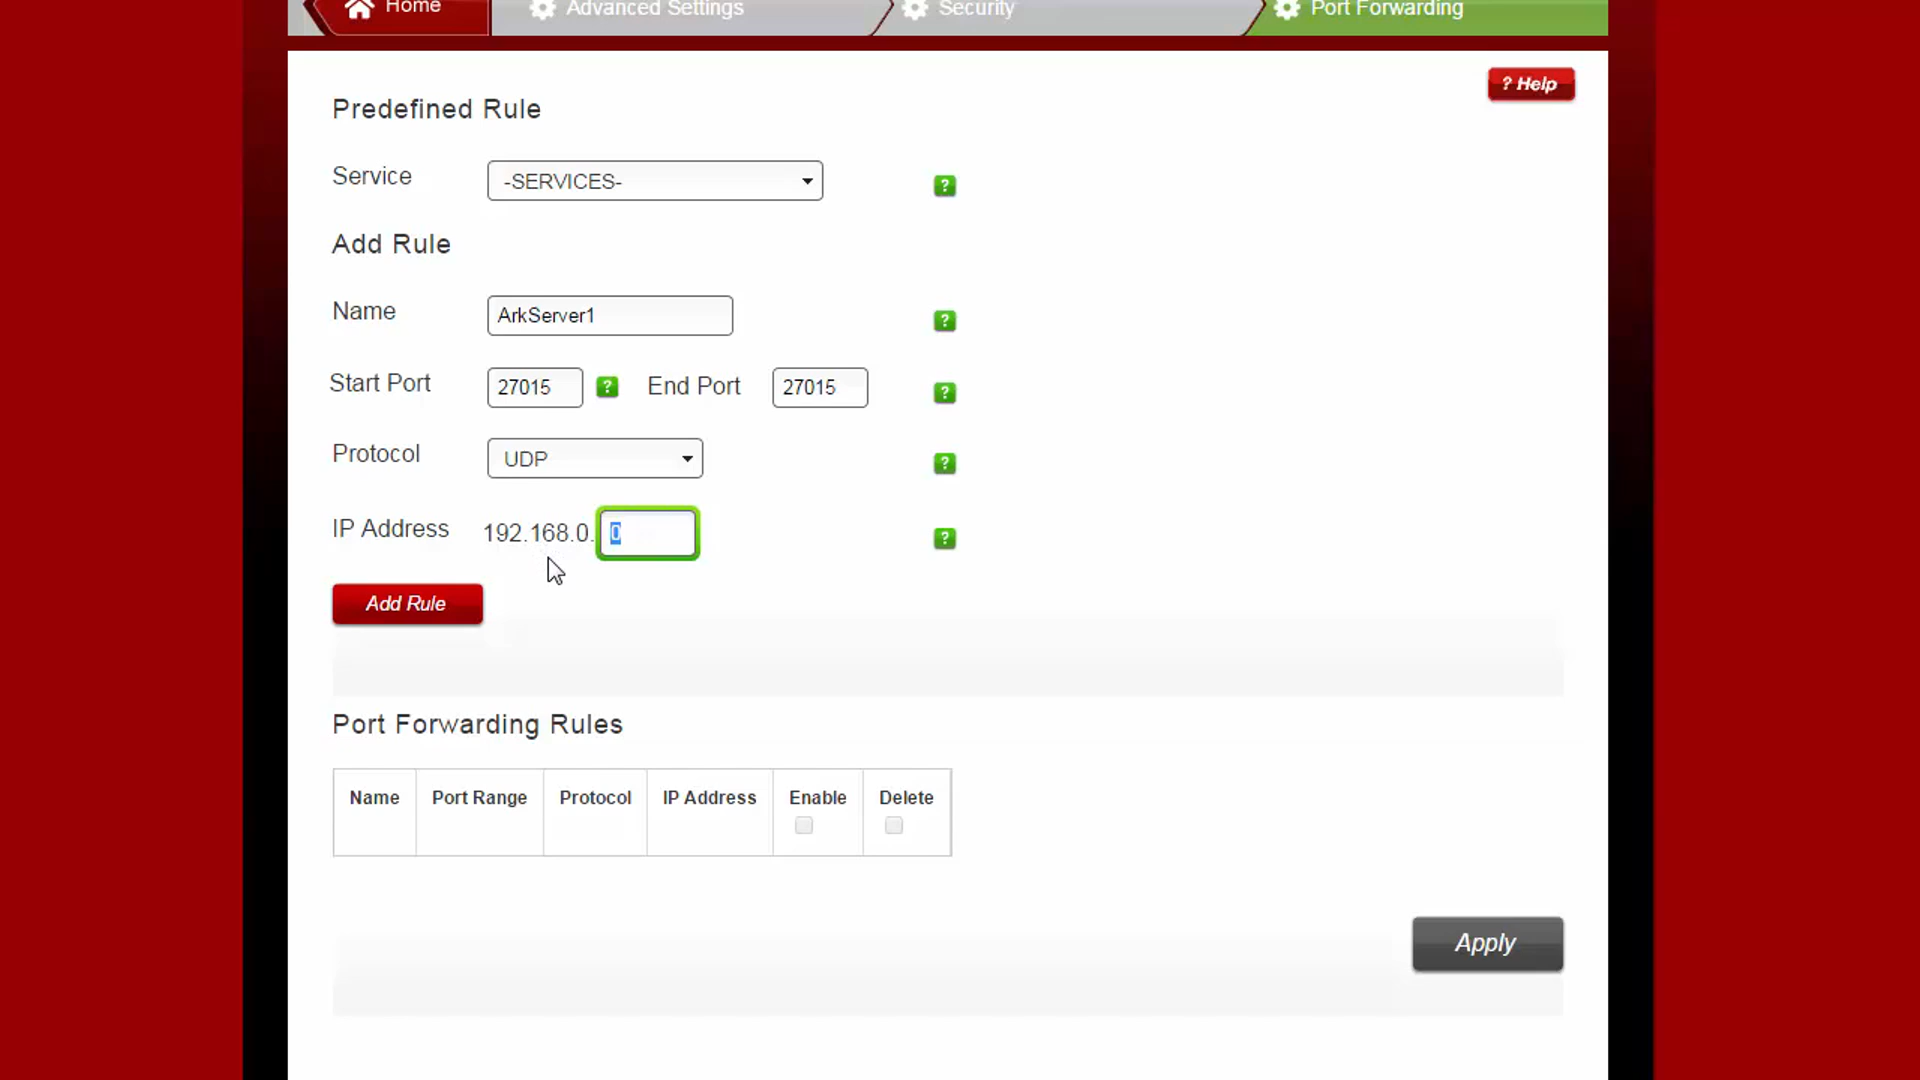 Home Advanced Settings Security Port Forwarding
? Help
Predefined Rule
Service -SERVICES- ?
Add Rule
Name ArkServer1 ?
Start Port 27015 ? End Port 27015 ?
Protocol UDP ?
IP Address 192.168.0. 0 ?
Add Rule
Port Forwarding Rules
Name Port Range Protocol IP Address Enable Delete
Apply